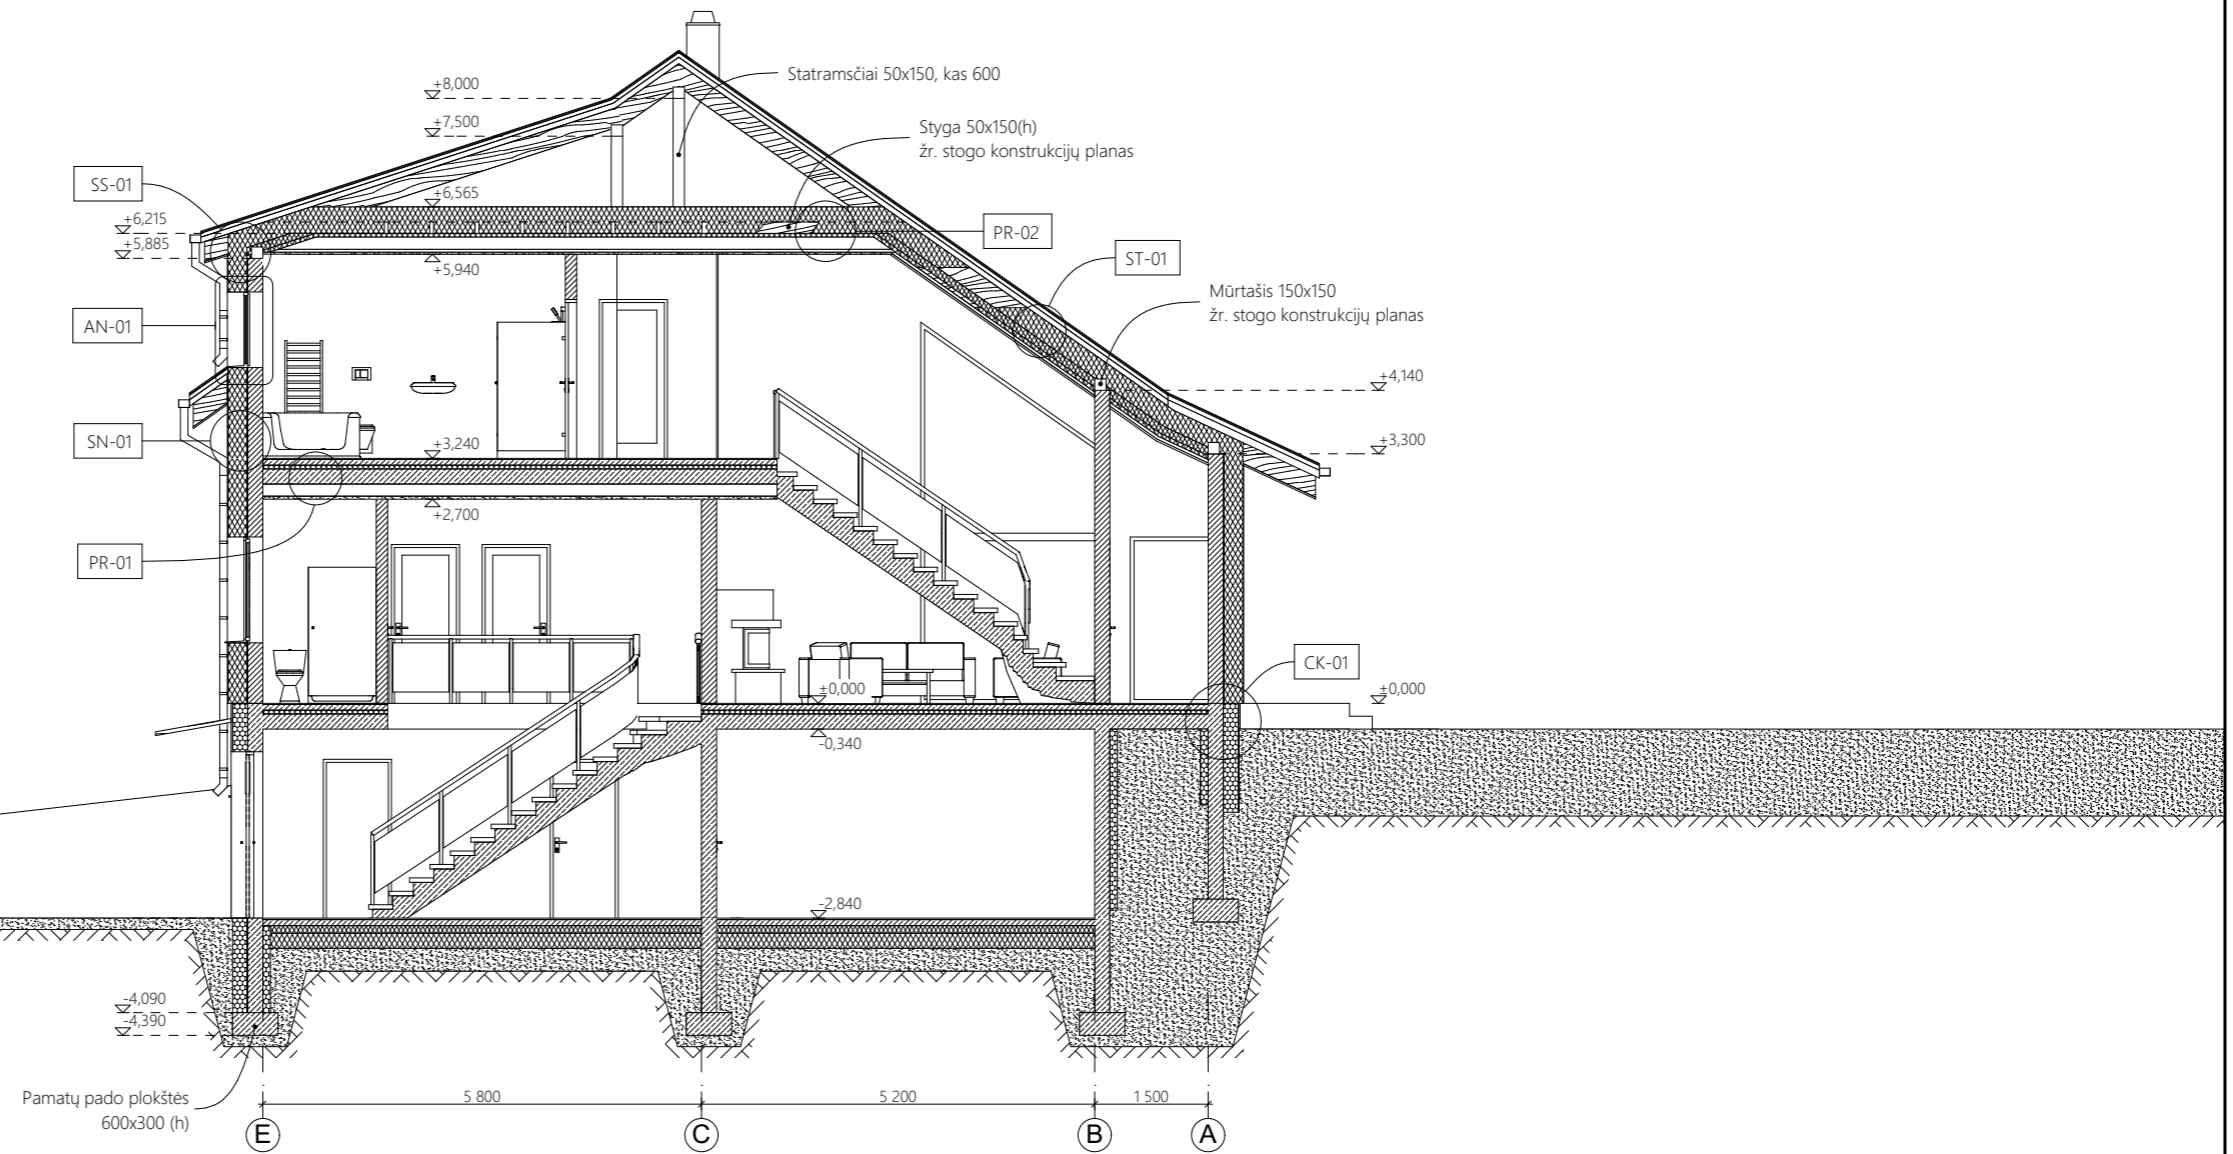 Statramsčiai 50x150, kas 600
+8,000
+7,500
Styga 50x150(h)
žr. stogo konstrukcijų planas
SS-01
+6,565
+6,215
+5,885
PR-02
+5,940
ST-01
Mūrtašis 150x150
žr. stogo konstrukcijų planas
AN-01
+4,140
SN-01
+3,240
+3,300
+2,700
PR-01
CK-01
±0,000
±0,000
-0,340
-2,840
-4,090
-4,390
Pamatų pado plokštės
600x300 (h)
5 800
5 200
1 500
E
C
B
A